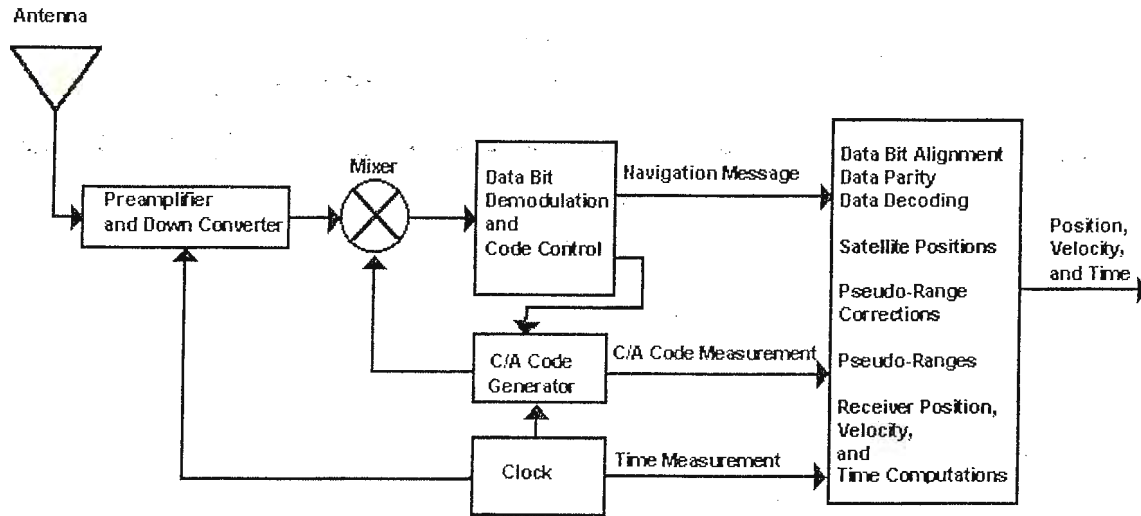 Antenna
Preamplifier
and Down Converter
Mixer
Data Bit
Demodulation
and
Code Control
Navigation Message
C/A Code
Generator
C/A Code Measurement
Clock
Time Measurement
Data Bit Alignment
Data Parity
Data Decoding
Satellite Positions
Pseudo-Range
Corrections
Pseudo-Ranges
Receiver Position,
Velocity,
and
Time Computations
Position,
Velocity,
and Time